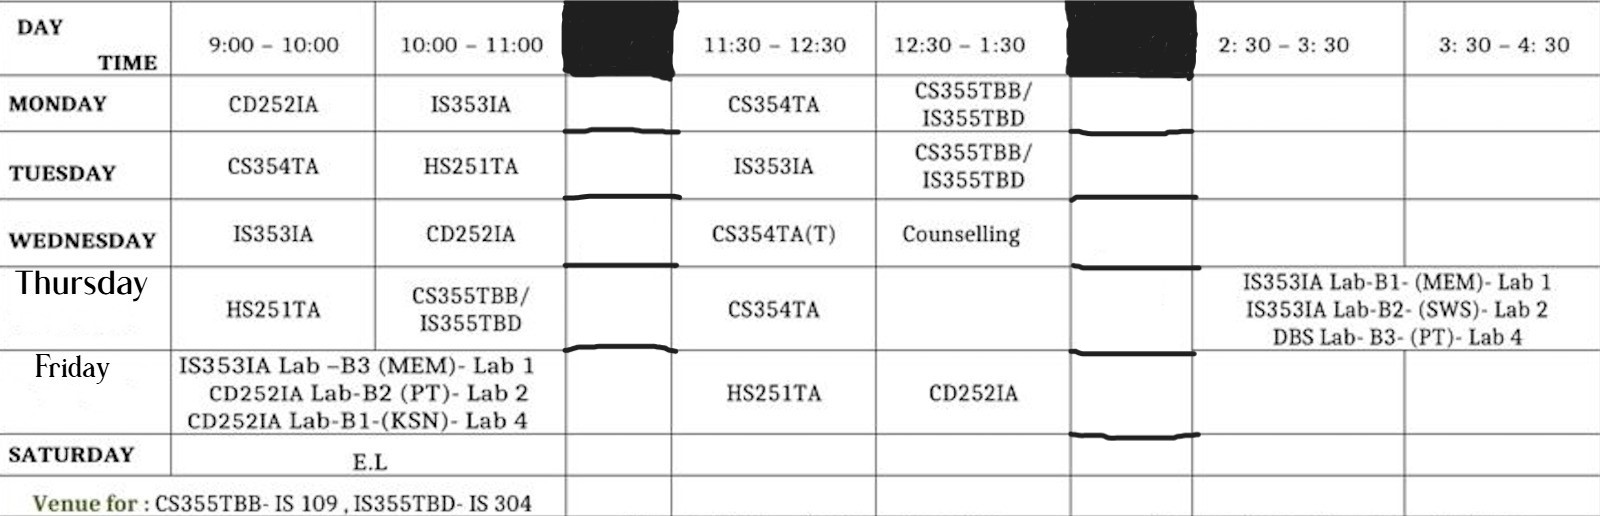 DAY
TIME
9:00 – 10:00 10:00 – 11:00 11:30 – 12:30 12:30 – 1:30 2: 30 – 3: 30 3: 30 – 4: 30
MONDAY CD252IA IS353IA CS354TA CS355TBB/
IS355TBD
TUESDAY CS354TA HS251TA IS353IA CS355TBB/
IS355TBD
WEDNESDAY IS353IA CD252IA CS354TA(T) Counselling
Thursday HS251TA CS355TBB/
IS355TBD
CS354TA
IS353IA Lab-B1- (MEM)- Lab 1
IS353IA Lab-B2- (SWS)- Lab 2
DBS Lab- B3- (PT)- Lab 4
Friday
IS353IA Lab –B3 (MEM)- Lab 1
CD252IA Lab-B2 (PT)- Lab 2
CD252IA Lab-B1-(KSN)- Lab 4
HS251TA CD252IA
SATURDAY E.L
Venue for : CS355TBB- IS 109 , IS355TBD- IS 304